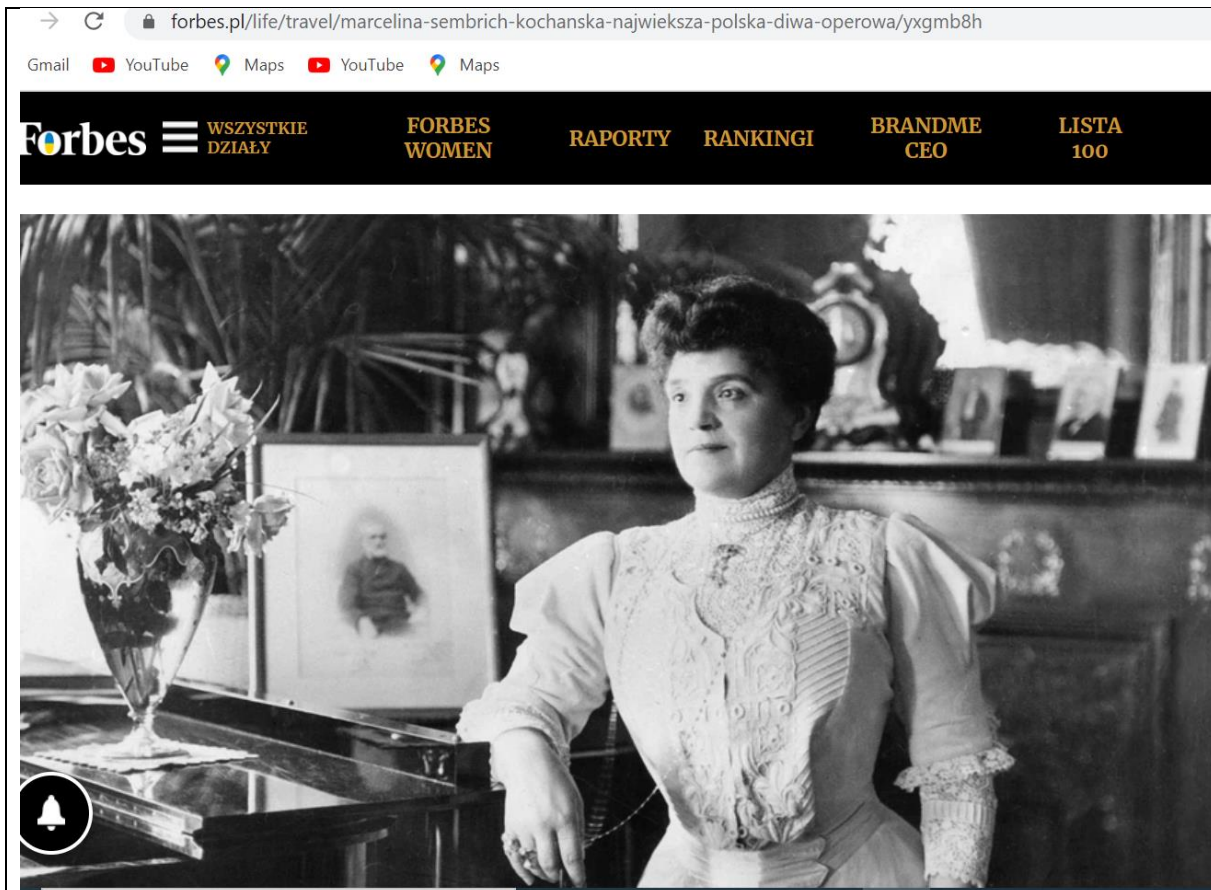 forbes.pl/life/travel/marcelina-sembrich-kochanska-najwieksza-polska-diwa-operowa/yxgmb8h
Gmail YouTube Maps YouTube Maps
Forbes WSZYSTKIE DZIAŁY
FORBES WOMEN
RAPORTY
RANKINGI
BRANDME CEO
LISTA 100